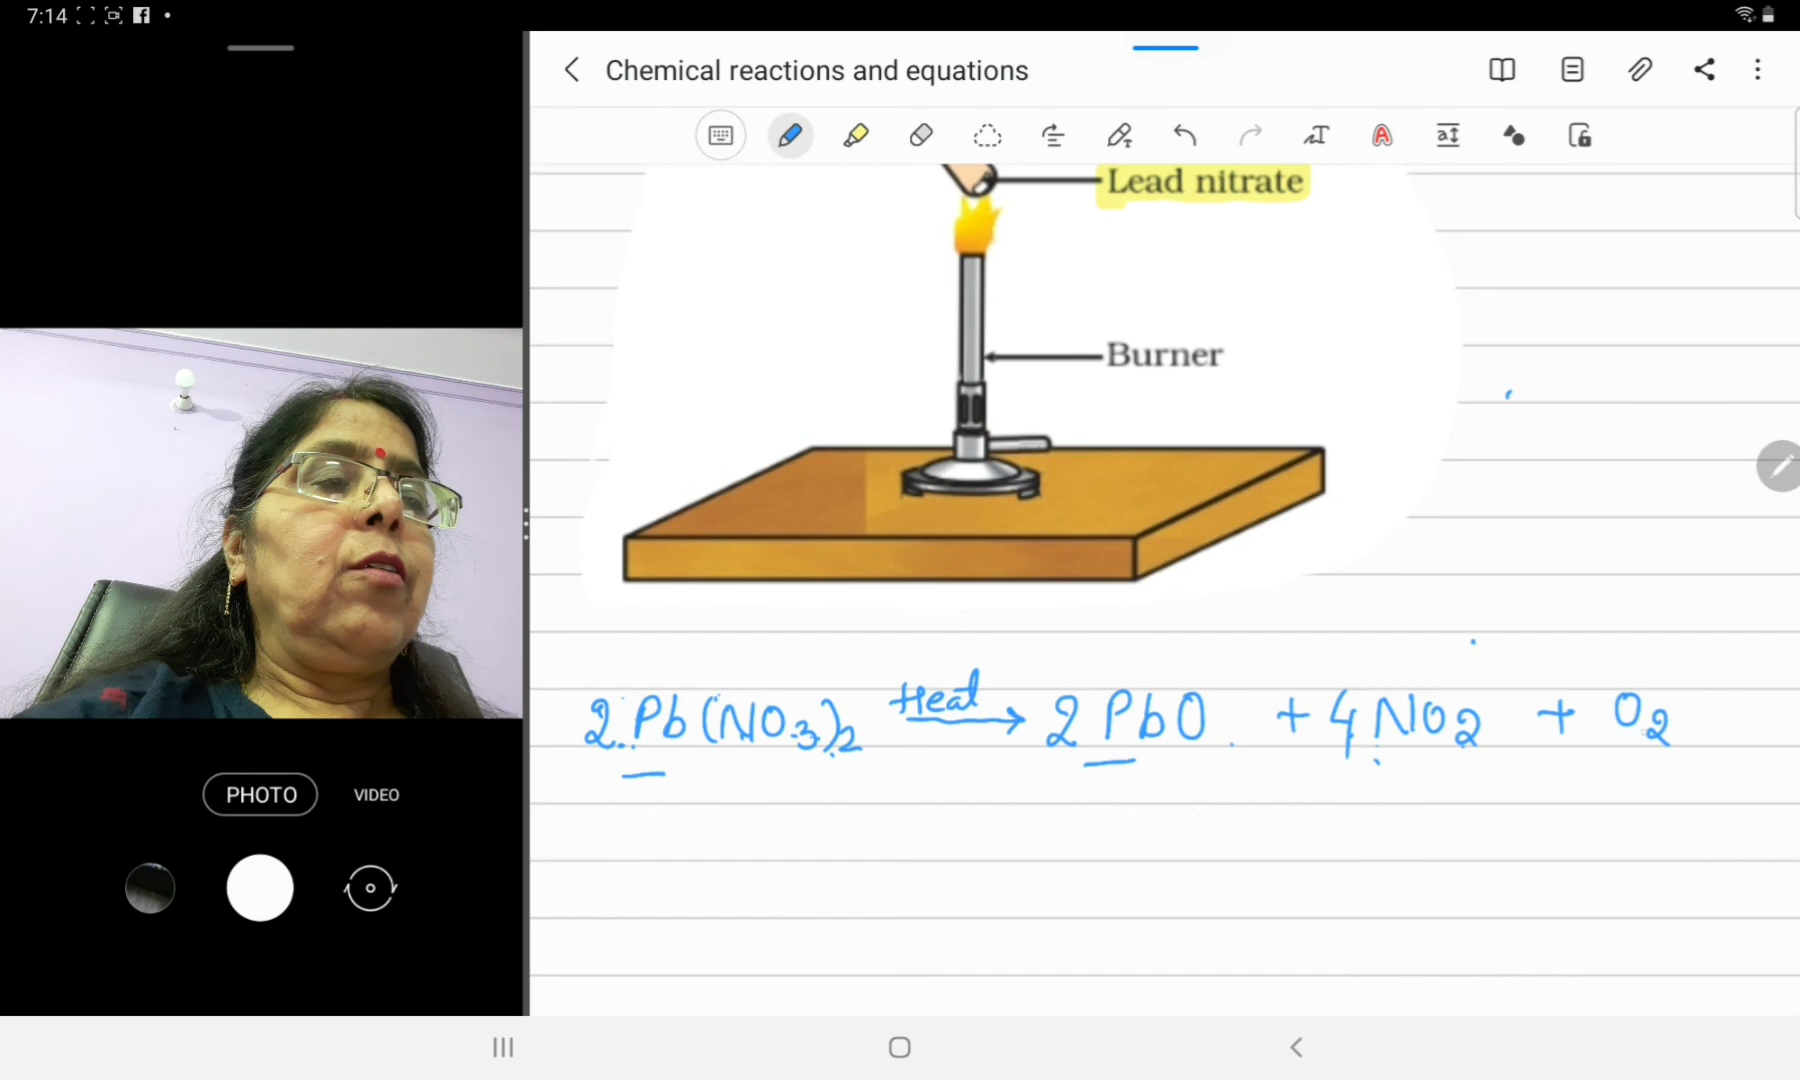 7:14
Chemical reactions and equations
Lead nitrate
Burner
2Pb(NO3)2 Heat → 2PbO + 4NO2 + O2
PHOTO VIDEO